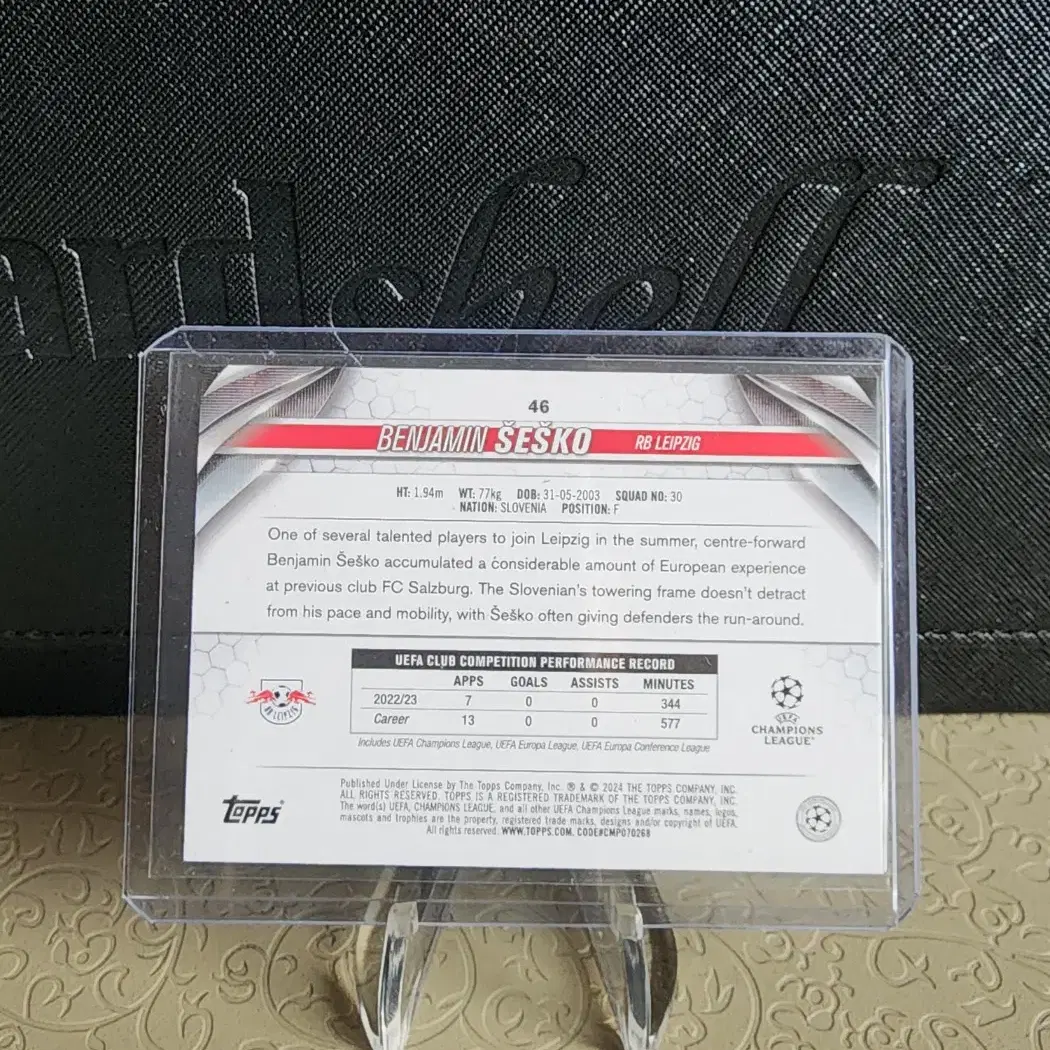 ardshell
46
BENJAMIN ŠEŠKO RB LEIPZIG
HT: 1.94m WT: 77kg DOB: 31-05-2003 SQUAD NO: 30
NATION: SLOVENIA POSITION: F
One of several talented players to join Leipzig in the summer, centre-forward
Benjamin Šeško accumulated a considerable amount of European experience
at previous club FC Salzburg. The Slovenian's towering frame doesn't detract
from his pace and mobility, with Šeško often giving defenders the run-around.
UEFA CLUB COMPETITION PERFORMANCE RECORD
APPS GOALS ASSISTS MINUTES
2022/23 7 0 0 344
Career 13 0 0 577
Includes UEFA Champions League, UEFA Europa League, UEFA Europa Conference League
RB LEIPZIG
UEFA
CHAMPIONS
LEAGUE
topps®
Published Under License by The Topps Company, Inc. ® & © 2024 THE TOPPS COMPANY, INC.
ALL RIGHTS RESERVED. TOPPS IS A REGISTERED TRADEMARK OF THE TOPPS COMPANY, INC.
The word(s) UEFA, CHAMPIONS LEAGUE, and all other UEFA Champions League marks, names, logos,
mascots and trophies are the property, registered trade marks, designs and/or copyright of UEFA.
All rights reserved. WWW.TOPPS.COM. CODE#CMP070268